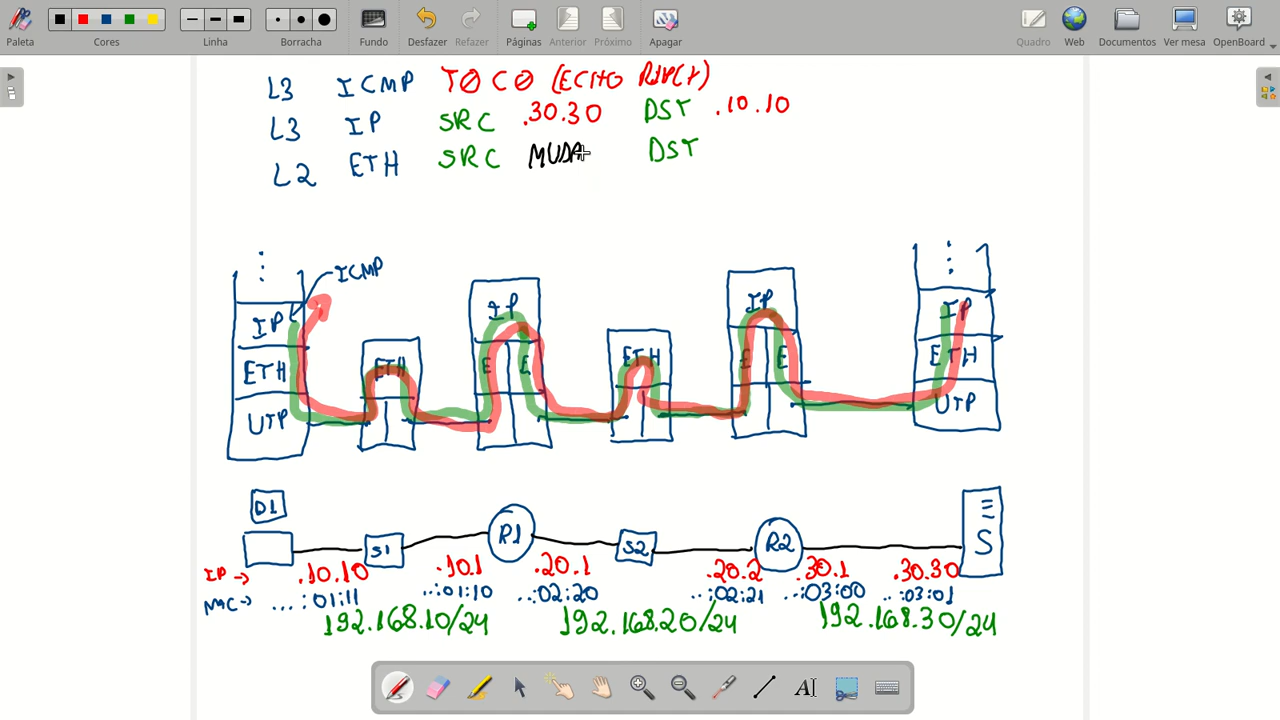 Paleta Cores Linha Borracha Fundo Desfazer Refazer Páginas Anterior Próximo Apagar Quadro Web Documentos Ver mesa OpenBoard
L3 ICMP T0 C0 (ECHO REPLY)
L3 IP SRC .30.30 DST .10.10
L2 ETH SRC MUDA DST
ICMP
IP IP IP IP
ETH ETH E E ETH E E ETH
UTP UTP
D1
S1 R1 S2 R2 S
IP → .10.10 .10.1 .20.1 .20.2 .30.1 .30.30
MAC → ...:01:11 ...:01:10 ...:02:20 ...:02:21 ...:03:00 ...:03:01
192.168.10/24 192.168.20/24 192.168.30/24